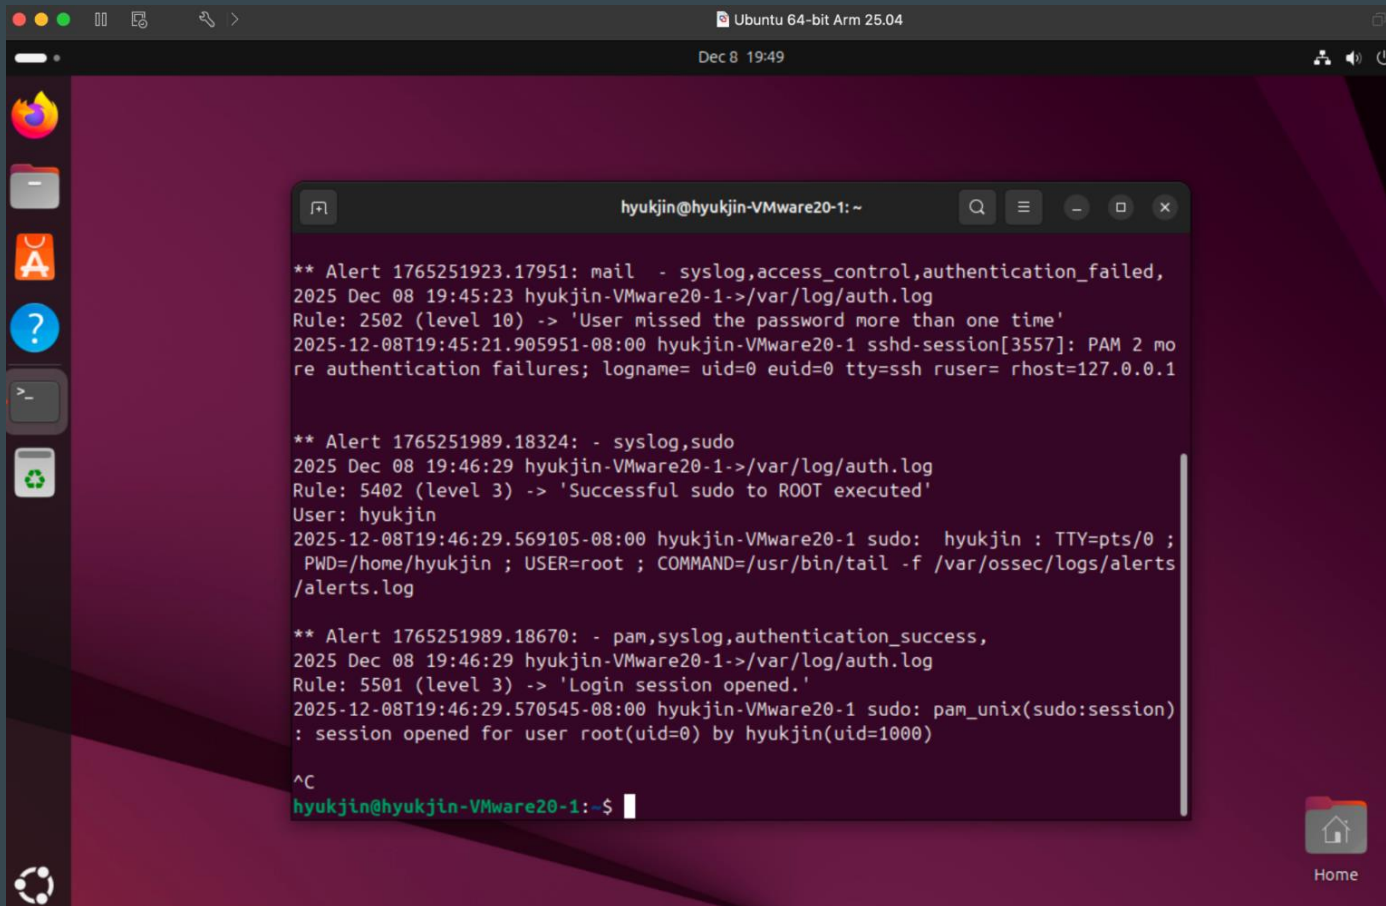 Ubuntu 64-bit Arm 25.04
Dec 8 19:49
hyukjin@hyukjin-VMware20-1: ~
** Alert 1765251923.17951: mail  - syslog,access_control,authentication_failed,
2025 Dec 08 19:45:23 hyukjin-VMware20-1->/var/log/auth.log
Rule: 2502 (level 10) -> 'User missed the password more than one time'
2025-12-08T19:45:21.905951-08:00 hyukjin-VMware20-1 sshd-session[3557]: PAM 2 mo
re authentication failures; logname= uid=0 euid=0 tty=ssh ruser= rhost=127.0.0.1
** Alert 1765251989.18324: - syslog,sudo
2025 Dec 08 19:46:29 hyukjin-VMware20-1->/var/log/auth.log
Rule: 5402 (level 3) -> 'Successful sudo to ROOT executed'
User: hyukjin
2025-12-08T19:46:29.569105-08:00 hyukjin-VMware20-1 sudo:  hyukjin : TTY=pts/0 ;
 PWD=/home/hyukjin ; USER=root ; COMMAND=/usr/bin/tail -f /var/ossec/logs/alerts
/alerts.log
** Alert 1765251989.18670: - pam,syslog,authentication_success,
2025 Dec 08 19:46:29 hyukjin-VMware20-1->/var/log/auth.log
Rule: 5501 (level 3) -> 'Login session opened.'
2025-12-08T19:46:29.570545-08:00 hyukjin-VMware20-1 sudo: pam_unix(sudo:session)
: session opened for user root(uid=0) by hyukjin(uid=1000)
^C
hyukjin@hyukjin-VMware20-1:~$
Home